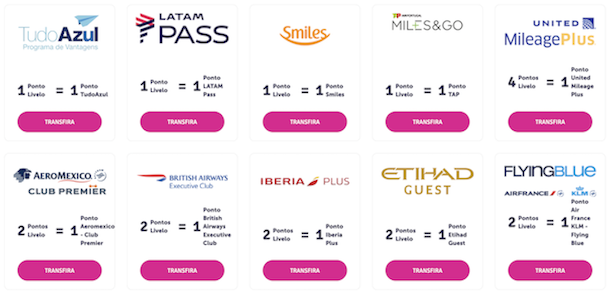 TudoAzul
Programa de Vantagens
1 Ponto Livelo = 1 Ponto TudoAzul
TRANSFIRA
LATAM
PASS
1 Ponto Livelo = 1 Ponto LATAM Pass
TRANSFIRA
Smiles
1 Ponto Livelo = 1 Ponto Smiles
TRANSFIRA
TAP
MILES&GO
1 Ponto Livelo = 1 Ponto TAP
TRANSFIRA
UNITED
MileagePlus
4 Pontos Livelo = 1 Ponto United Mileage Plus
TRANSFIRA
AEROMEXICO
CLUB PREMIER
2 Pontos Livelo = 1 Ponto Aeromexico - Club Premier
TRANSFIRA
BRITISH AIRWAYS
Executive Club
2 Pontos Livelo = 1 Ponto British Airways Executive Club
TRANSFIRA
IBERIA PLUS
2 Pontos Livelo = 1 Ponto Iberia Plus
TRANSFIRA
ETIHAD
GUEST
2 Pontos Livelo = 1 Ponto Etihad Guest
TRANSFIRA
FLYINGBLUE
AIRFRANCE KLM
2 Pontos Livelo = 1 Ponto Air France KLM - Flying Blue
TRANSFIRA